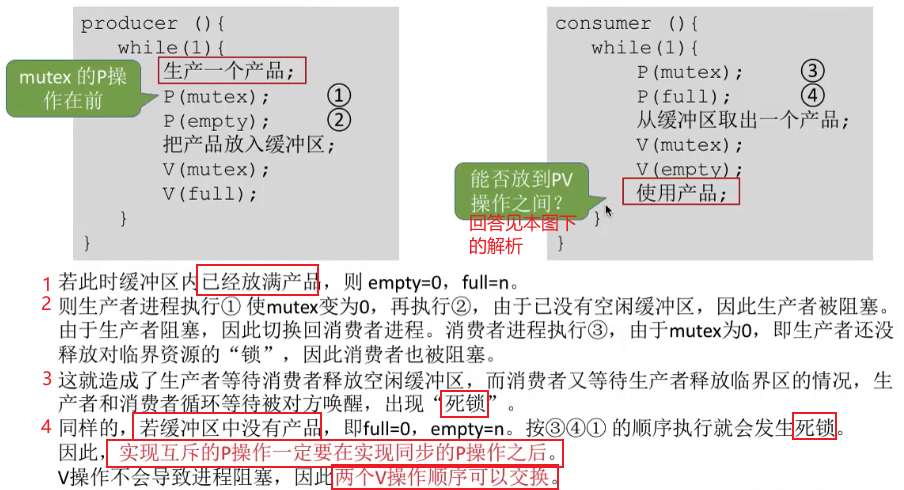 producer (){
while(1){
生产一个产品;
mutex 的P操
作在前
P(mutex); ①
P(empty); ②
把产品放入缓冲区;
V(mutex);
V(full);
}
}
consumer (){
while(1){
P(mutex); ③
P(full); ④
从缓冲区取出一个产品;
V(mutex);
V(empty);
能否放到PV
操作之间?
使用产品;
回答见本图下
的解析
}
}
1 若此时缓冲区内已经放满产品，则 empty=0，full=n。
2 则生产者进程执行① 使mutex变为0，再执行②，由于已没有空闲缓冲区，因此生产者被阻塞。
由于生产者阻塞，因此切换回消费者进程。消费者进程执行③，由于mutex为0，即生产者还没
释放对临界资源的“锁”，因此消费者也被阻塞。
3 这就造成了生产者等待消费者释放空闲缓冲区，而消费者又等待生产者释放临界区的情况，生
产者和消费者循环等待被对方唤醒，出现“死锁”。
4 同样的，若缓冲区中没有产品，即full=0，empty=n。按③④① 的顺序执行就会发生死锁。
因此，实现互斥的P操作一定要在实现同步的P操作之后。
V操作不会导致进程阻塞，因此两个V操作顺序可以交换。